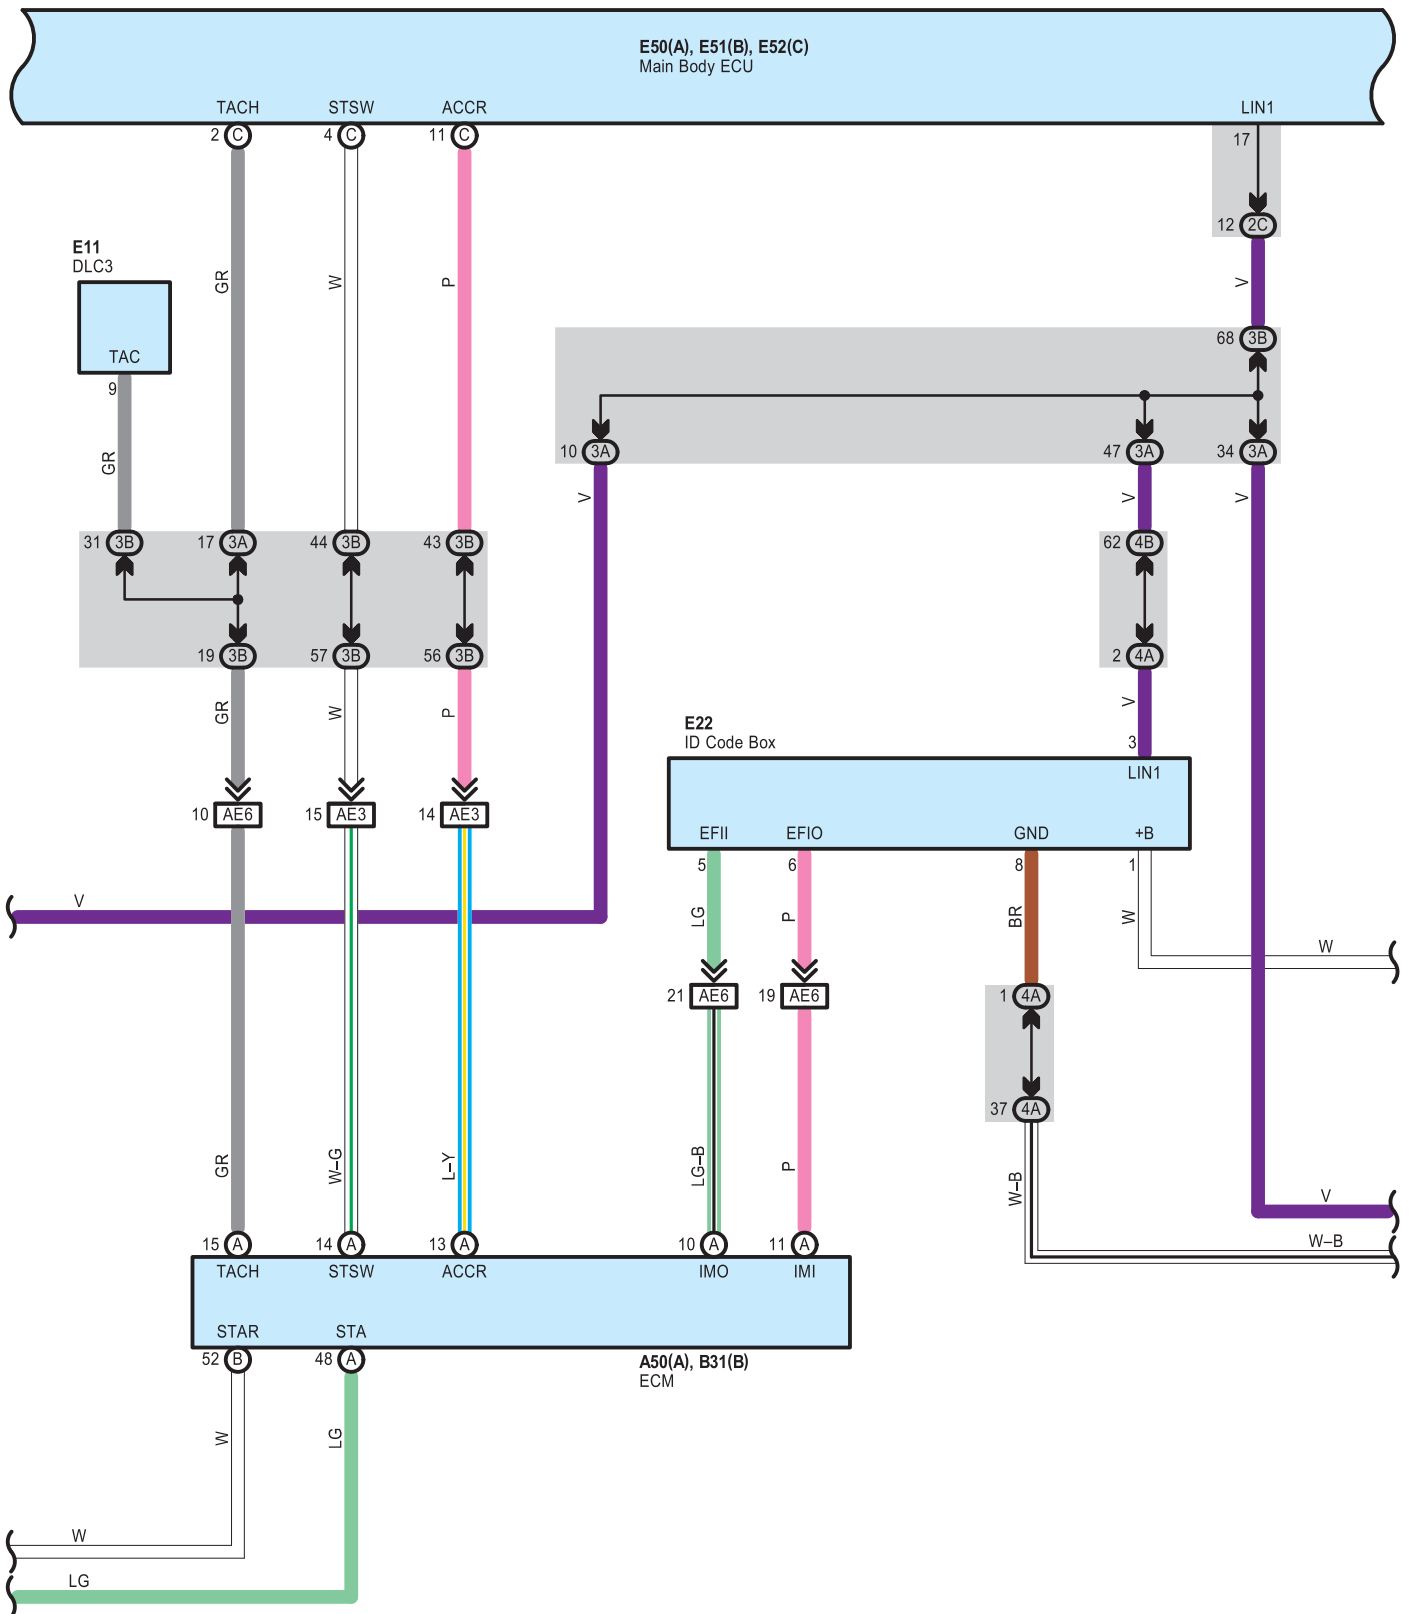 E50(A), E51(B), E52(C)
Main Body ECU
TACH STSW ACCR LIN1
2 C 4 C 11 C
17
12 2C
E11
DLC3
GR W P V
TAC
9
68 3B
GR
10 3A 47 3A 34 3A
V V V
31 3B 17 3A 44 3B 43 3B 62 4B
19 3B 57 3B 56 3B 2 4A
GR W P V
E22
ID Code Box
3
LIN1
10 AE6 15 AE3 14 AE3
EFII EFIO GND +B
5 6 8 1
V
LG P BR W
W
21 AE6 19 AE6 1 4A
37 4A
GR W–G L–Y LG–B P W–B
V
15 A 14 A 13 A 10 A 11 A
W–B
TACH STSW ACCR IMO IMI
STAR STA
52 B 48 A
A50(A), B31(B)
ECM
W LG
W
LG